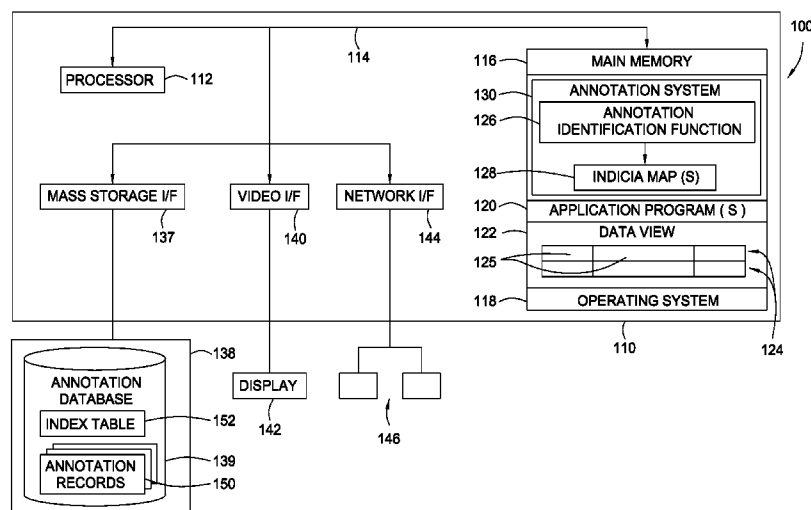 100
114
PROCESSOR
112
116
MAIN MEMORY
130
ANNOTATION SYSTEM
126
ANNOTATION
IDENTIFICATION FUNCTION
128
INDICIA MAP (S)
MASS STORAGE I/F
137
VIDEO I/F
140
NETWORK I/F
144
120
APPLICATION PROGRAM ( S )
122
DATA VIEW
125
124
118
OPERATING SYSTEM
110
138
ANNOTATION
DATABASE
INDEX TABLE
152
139
ANNOTATION
RECORDS
150
DISPLAY
142
146